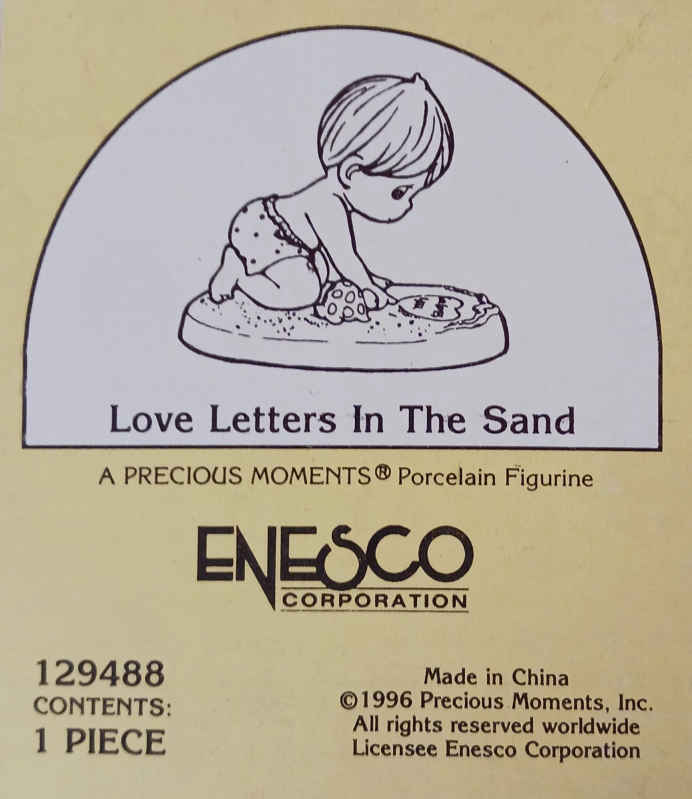 Love Letters In The Sand
A PRECIOUS MOMENTS® Porcelain Figurine
ENESCO
CORPORATION
129488
CONTENTS:
1 PIECE
Made in China
©1996 Precious Moments, Inc.
All rights reserved worldwide
Licensee Enesco Corporation